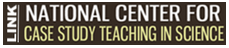 LINK
NATIONAL CENTER FOR
CASE STUDY TEACHING IN SCIENCE